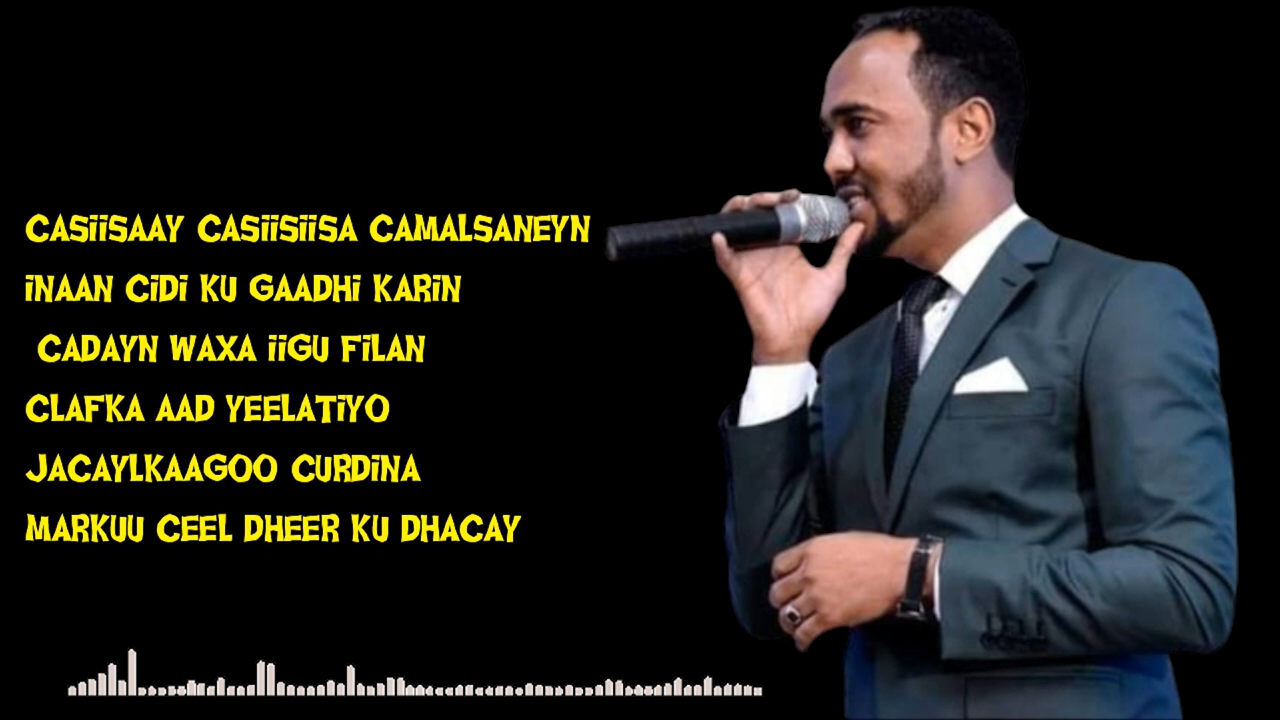 CASIISAAY CASIISIISA CAMALSANEYN
INAAN CIDI KU GAADHI KARIN
CADAYN WAXA IIGU FILAN
CLAFKA AAD YEELATIYO
JACAYLKAAGOO CURDINA
MARKUU CEEL DHEER KU DHACAY